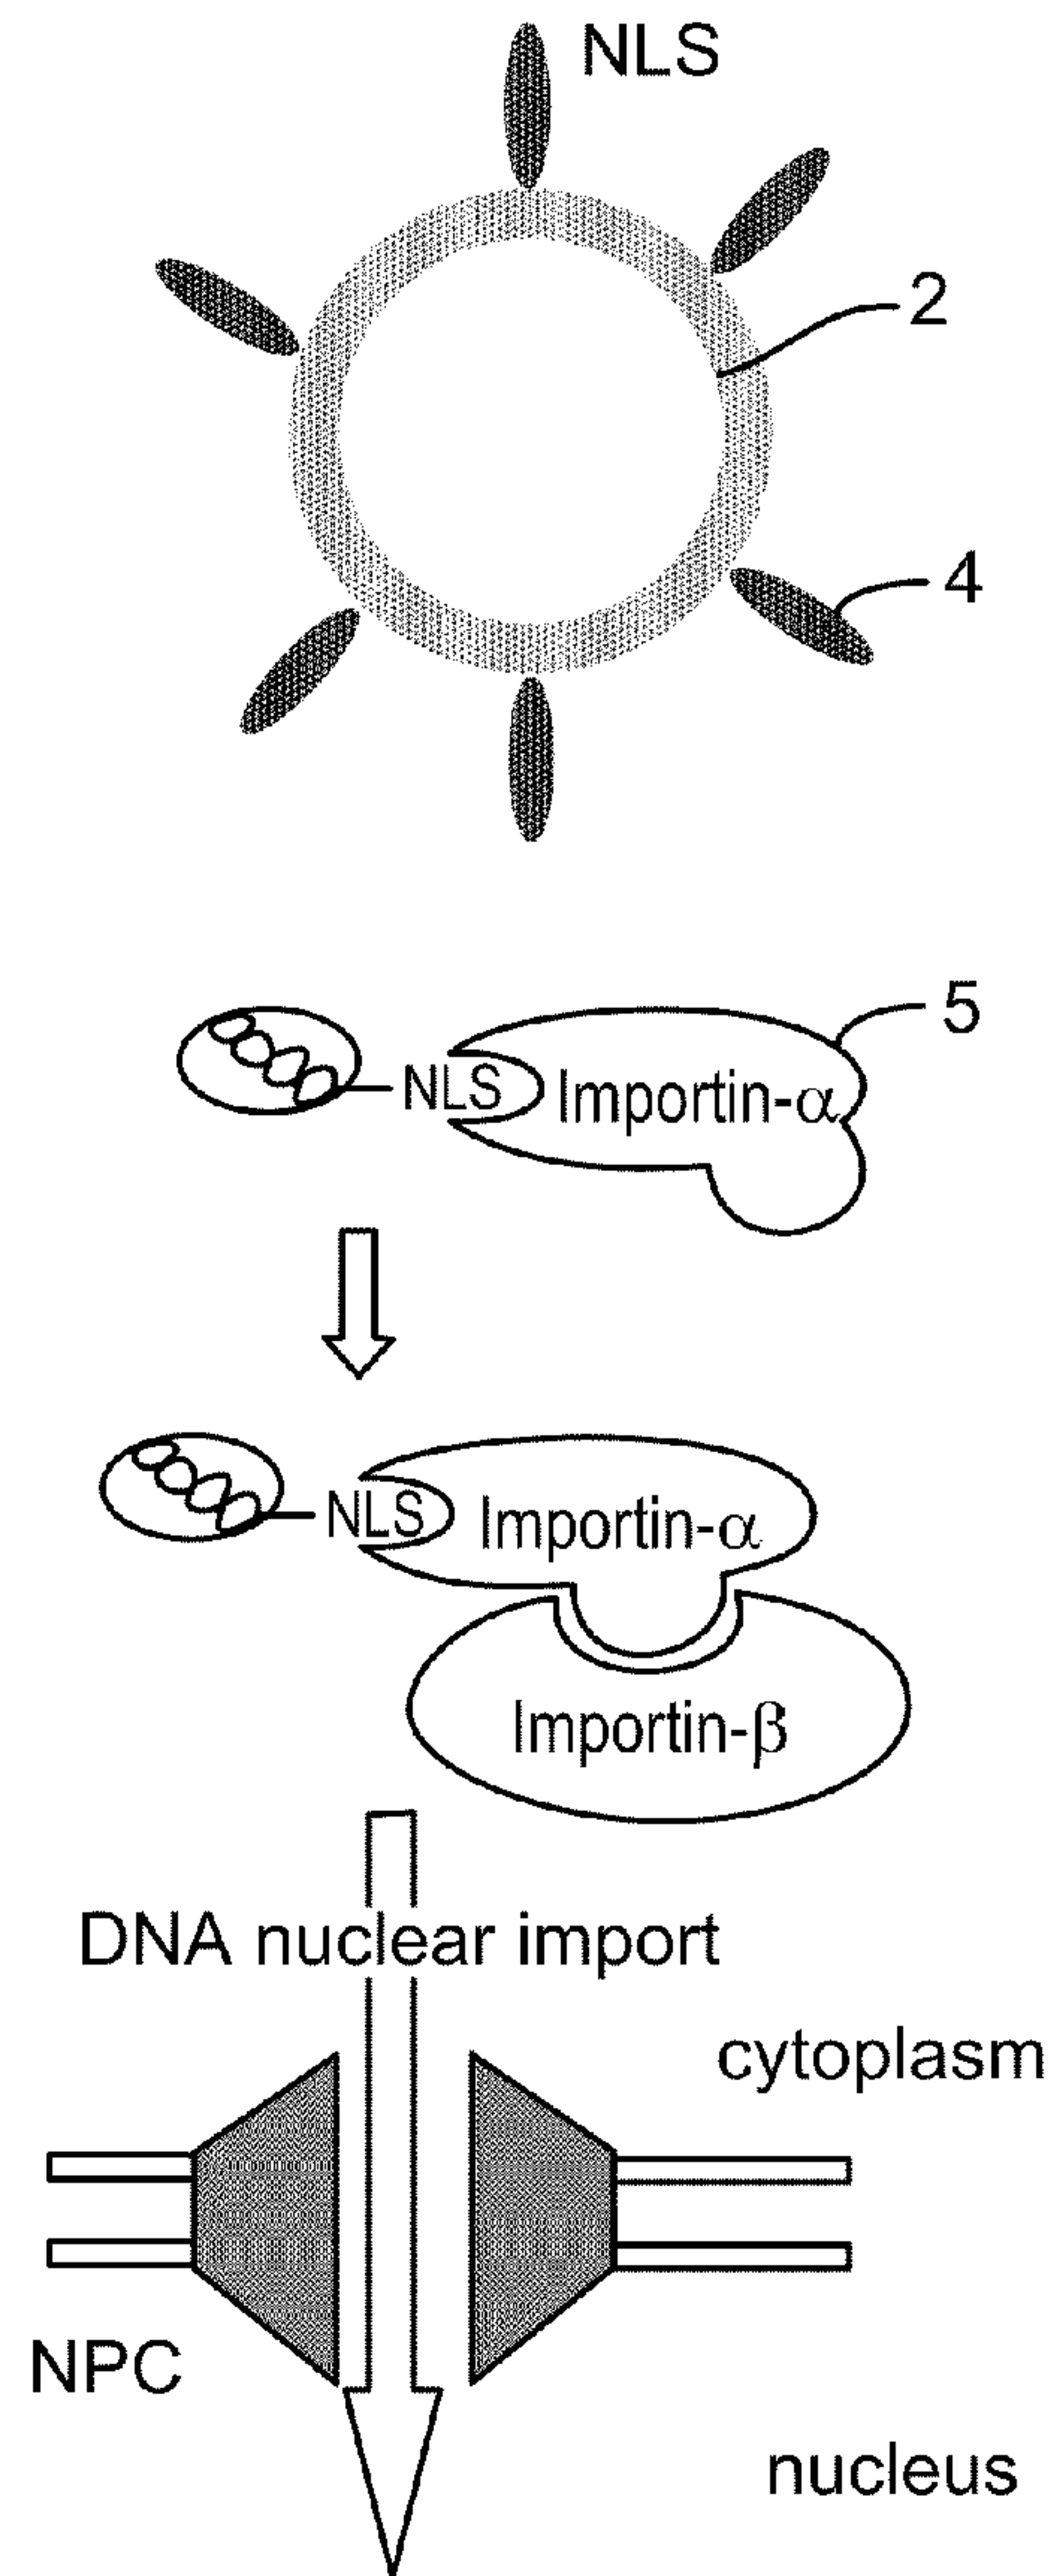 NLS
2
4
5
NLS Importin-α
NLS Importin-α
Importin-β
DNA nuclear import
cytoplasm
NPC
nucleus